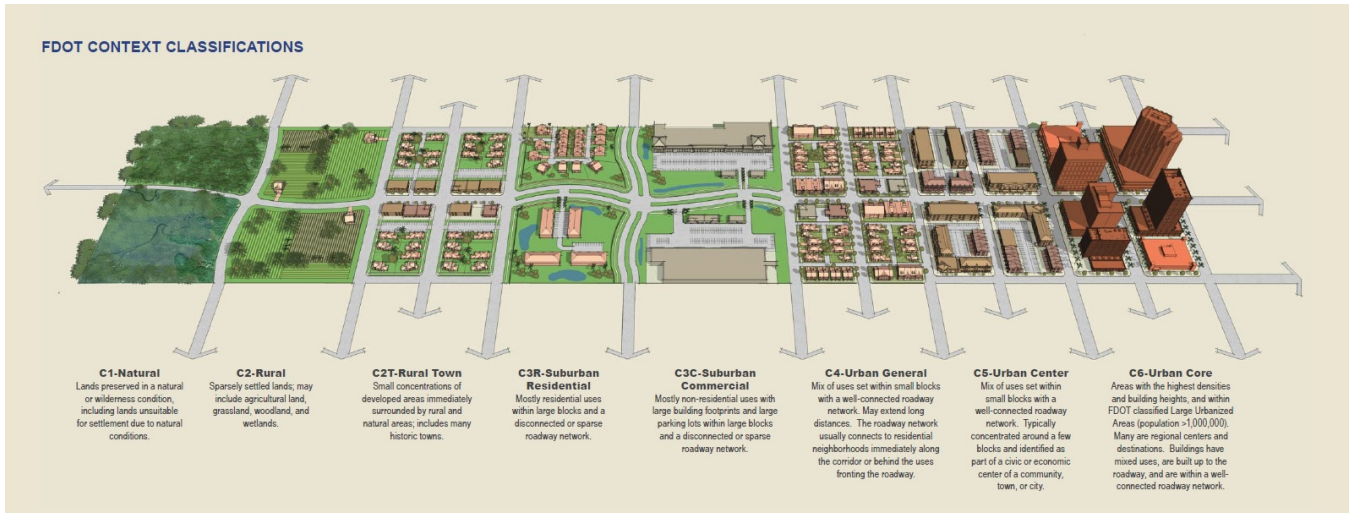 FDOT CONTEXT CLASSIFICATIONS
C1-Natural
Lands preserved in a natural
or wilderness condition,
including lands unsuitable
for settlement due to natural
conditions.
C2-Rural
Sparsely settled lands; may
include agricultural land,
grassland, woodland, and
wetlands.
C2T-Rural Town
Small concentrations of
developed areas immediately
surrounded by rural and
natural areas; includes many
historic towns.
C3R-Suburban
Residential
Mostly residential uses
within large blocks and a
disconnected or sparse
roadway network.
C3C-Suburban
Commercial
Mostly non-residential uses with
large building footprints and large
parking lots within large blocks
and a disconnected or sparse
roadway network.
C4-Urban General
Mix of uses set within small blocks
with a well-connected roadway
network. May extend long
distances. The roadway network
usually connects to residential
neighborhoods immediately along
the corridor or behind the uses
fronting the roadway.
C5-Urban Center
Mix of uses set within
small blocks with a
well-connected roadway
network. Typically
concentrated around a few
blocks and identified as
part of a civic or economic
center of a community,
town, or city.
C6-Urban Core
Areas with the highest densities
and building heights, and within
FDOT classified Large Urbanized
Areas (population >1,000,000).
Many are regional centers and
destinations. Buildings have
mixed uses, are built up to the
roadway, and are within a well-
connected roadway network.